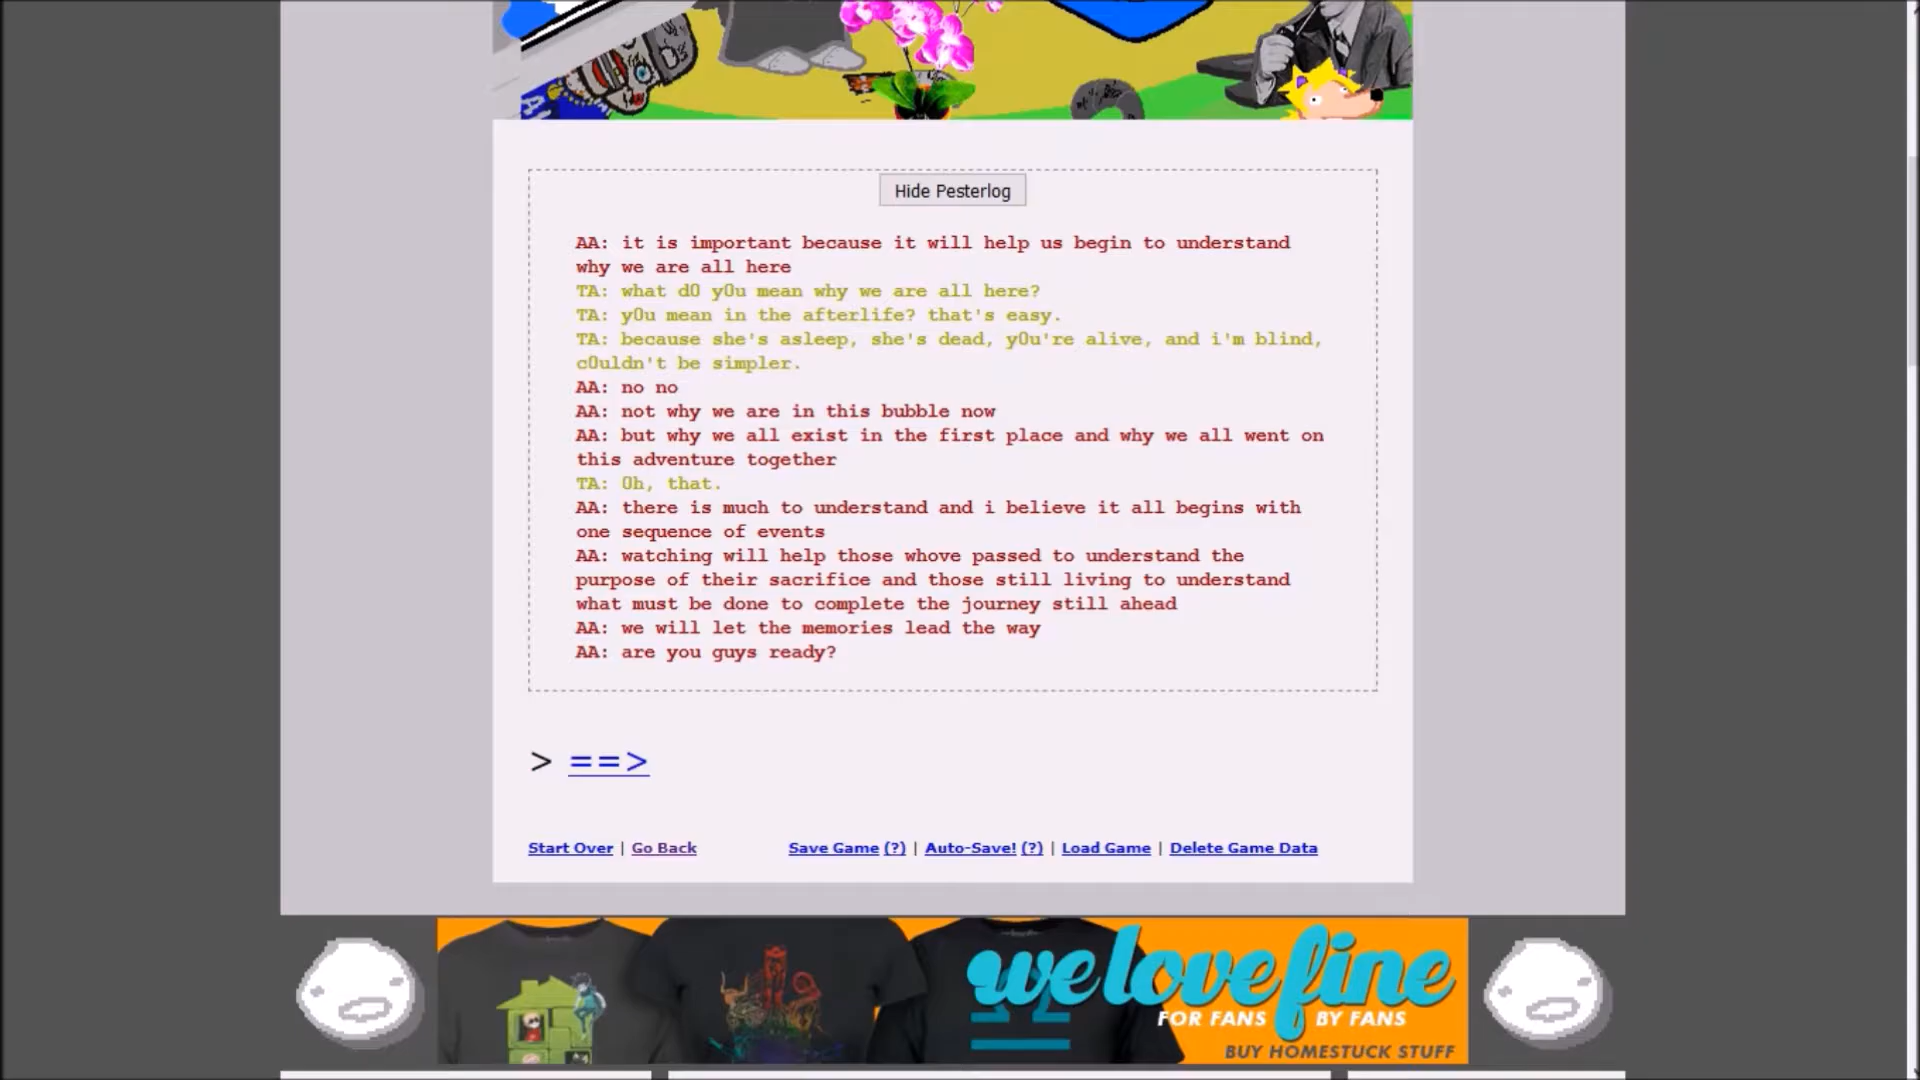 Hide Pesterlog
AA: it is important because it will help us begin to understand
why we are all here
TA: what d0 y0u mean why we are all here?
TA: y0u mean in the afterlife? that's easy.
TA: because she's asleep, she's dead, y0u're alive, and i'm blind,
c0uldn't be simpler.
AA: no no
AA: not why we are in this bubble now
AA: but why we all exist in the first place and why we all went on
this adventure together
TA: 0h, that.
AA: there is much to understand and i believe it all begins with
one sequence of events
AA: watching will help those whove passed to understand the
purpose of their sacrifice and those still living to understand
what must be done to complete the journey still ahead
AA: we will let the memories lead the way
AA: are you guys ready?
> ==>
Start Over | Go Back Save Game (?) | Auto-Save! (?) | Load Game | Delete Game Data
welovefine
FOR FANS BY FANS
BUY HOMESTUCK STUFF